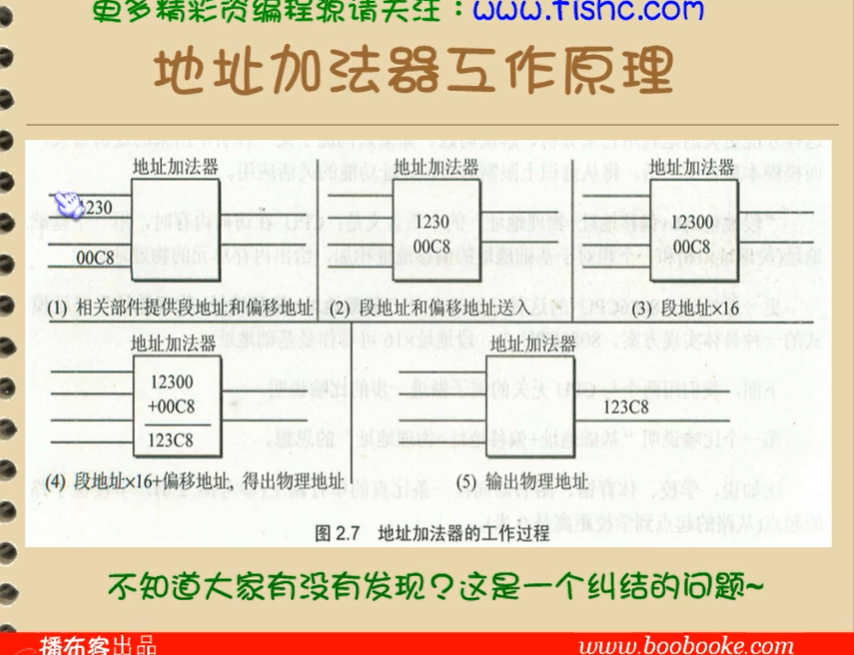 更多精彩资编程源请关注：www.fishc.com
地址加法器工作原理
地址加法器 地址加法器 地址加法器
1230 1230 12300
00C8 00C8 00C8
(1) 相关部件提供段地址和偏移地址 (2) 段地址和偏移地址送入 (3) 段地址×16
地址加法器 地址加法器
12300
+00C8 123C8
123C8
(4) 段地址×16+偏移地址, 得出物理地址 (5) 输出物理地址
图 2.7 地址加法器的工作过程
不知道大家有没有发现？这是一个纠结的问题~
播布客出品 www.boobooke.com